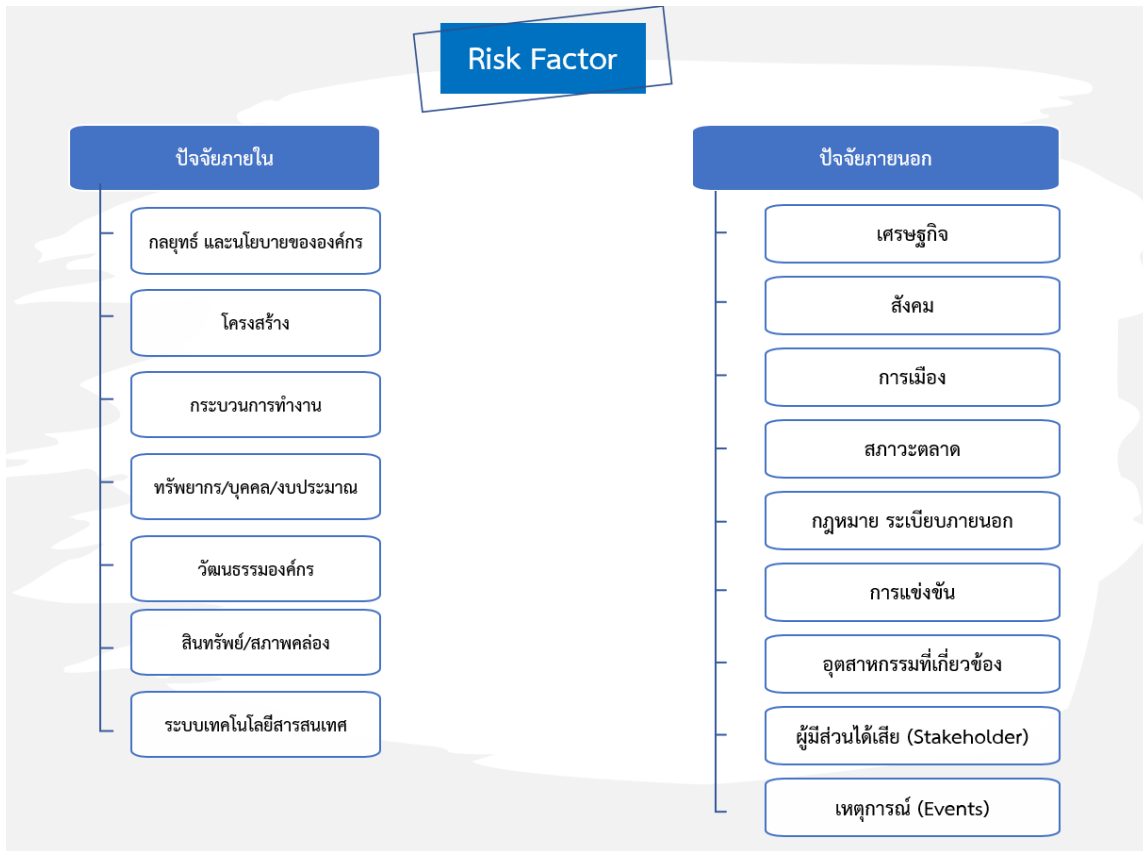 Risk Factor
ปัจจัยภายใน
กลยุทธ์ และนโยบายขององค์กร
โครงสร้าง
กระบวนการทำงาน
ทรัพยากร/บุคคล/งบประมาณ
วัฒนธรรมองค์กร
สินทรัพย์/สภาพคล่อง
ระบบเทคโนโลยีสารสนเทศ
ปัจจัยภายนอก
เศรษฐกิจ
สังคม
การเมือง
สภาวะตลาด
กฎหมาย ระเบียบภายนอก
การแข่งขัน
อุตสาหกรรมที่เกี่ยวข้อง
ผู้มีส่วนได้เสีย (Stakeholder)
เหตุการณ์ (Events)